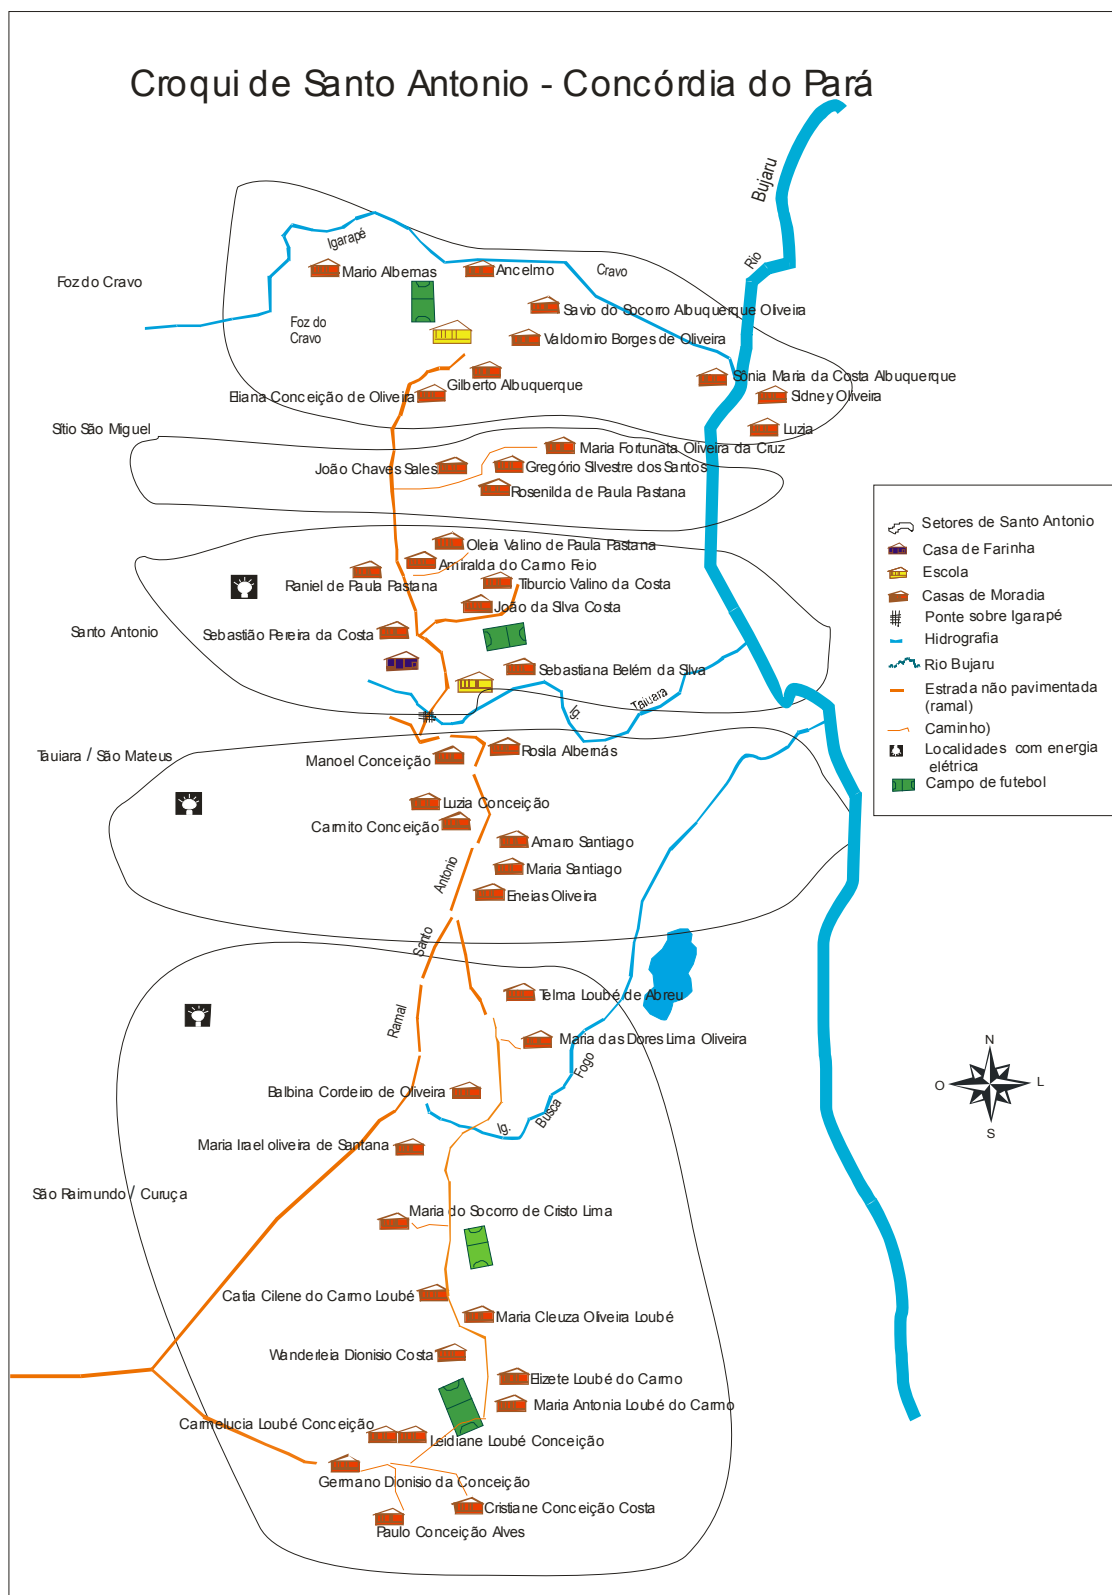 Croqui de Santo Antonio - Concórdia do Pará
Bujaru
Rio
Igarapé
Cravo
Foz do Cravo
Mario Albernas
Ancelmo
Savio do Socorro Albuquerque Oliveira
Foz do
Cravo
Valdomiro Borges de Oliveira
Gilberto Albuquerque
Sônia Maria da Costa Albuquerque
Eliana Conceição de Oliveira
Sidney Oliveira
Sítio São Miguel
Luzia
Maria Fortunata Oliveira da Cruz
João Chaves Sales
Gregório Silvestre dos Santos
Rosenilda de Paula Pastana
Setores de Santo Antonio
Casa de Farinha
Escola
Casas de Moradia
Ponte sobre Igarapé
Hidrografia
Rio Bujaru
Estrada não pavimentada
(ramal)
Caminho)
Localidades com energia
elétrica
Campo de futebol
Oleia Valino de Paula Pastana
Amiralda do Carmo Feio
Raniel de Paula Pastana
Tiburcio Valino da Costa
João da Silva Costa
Santo Antonio
Sebastião Pereira da Costa
Sebastiana Belém da Silva
Ig.
Taiuara
Tauiara / São Mateus
Rosila Albernás
Manoel Conceição
Luzia Conceição
Carmito Conceição
Amaro Santiago
Maria Santiago
Eneias Oliveira
Ramal
Santo
Antonio
Telma Loubé de Abreu
Maria das Dores Lima Oliveira
Balbina Cordeiro de Oliveira
Ig.
Busca
Fogo
N
O
L
S
Maria Irael oliveira de Santana
São Raimundo / Curuça
Maria do Socorro de Cristo Lima
Catia Cilene do Carmo Loubé
Maria Cleuza Oliveira Loubé
Wanderleia Dionisio Costa
Elizete Loubé do Carmo
Maria Antonia Loubé do Carmo
Carmelucia Loubé Conceição
Leidiane Loubé Conceição
Germano Dionisio da Conceição
Cristiane Conceição Costa
Paulo Conceição Alves